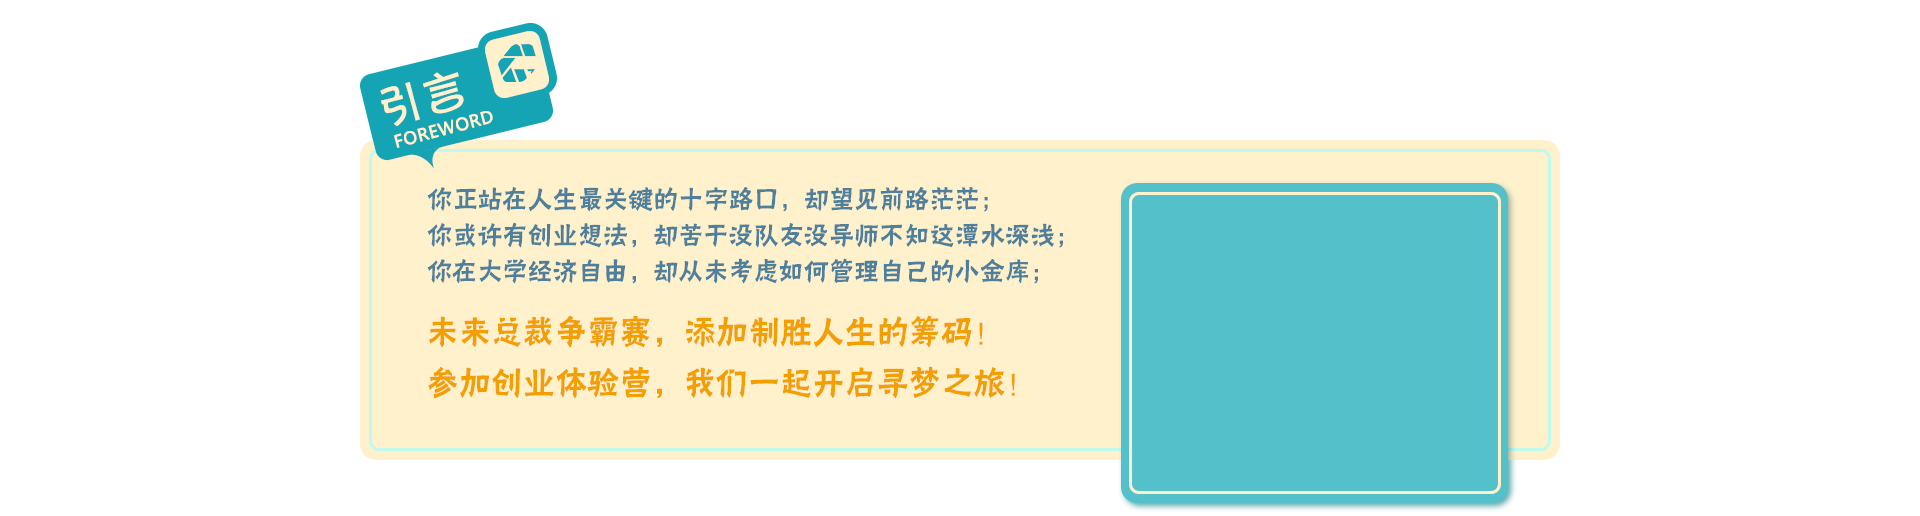 引言
FOREWORD
你正站在人生最关键的十字路口，却望见前路茫茫；
你或许有创业想法，却苦于没队友没导师不知这潭水深浅；
你在大学经济自由，却从未考虑如何管理自己的小金库；
未来总裁争霸赛，添加制胜人生的筹码！
参加创业体验营，我们一起开启寻梦之旅！